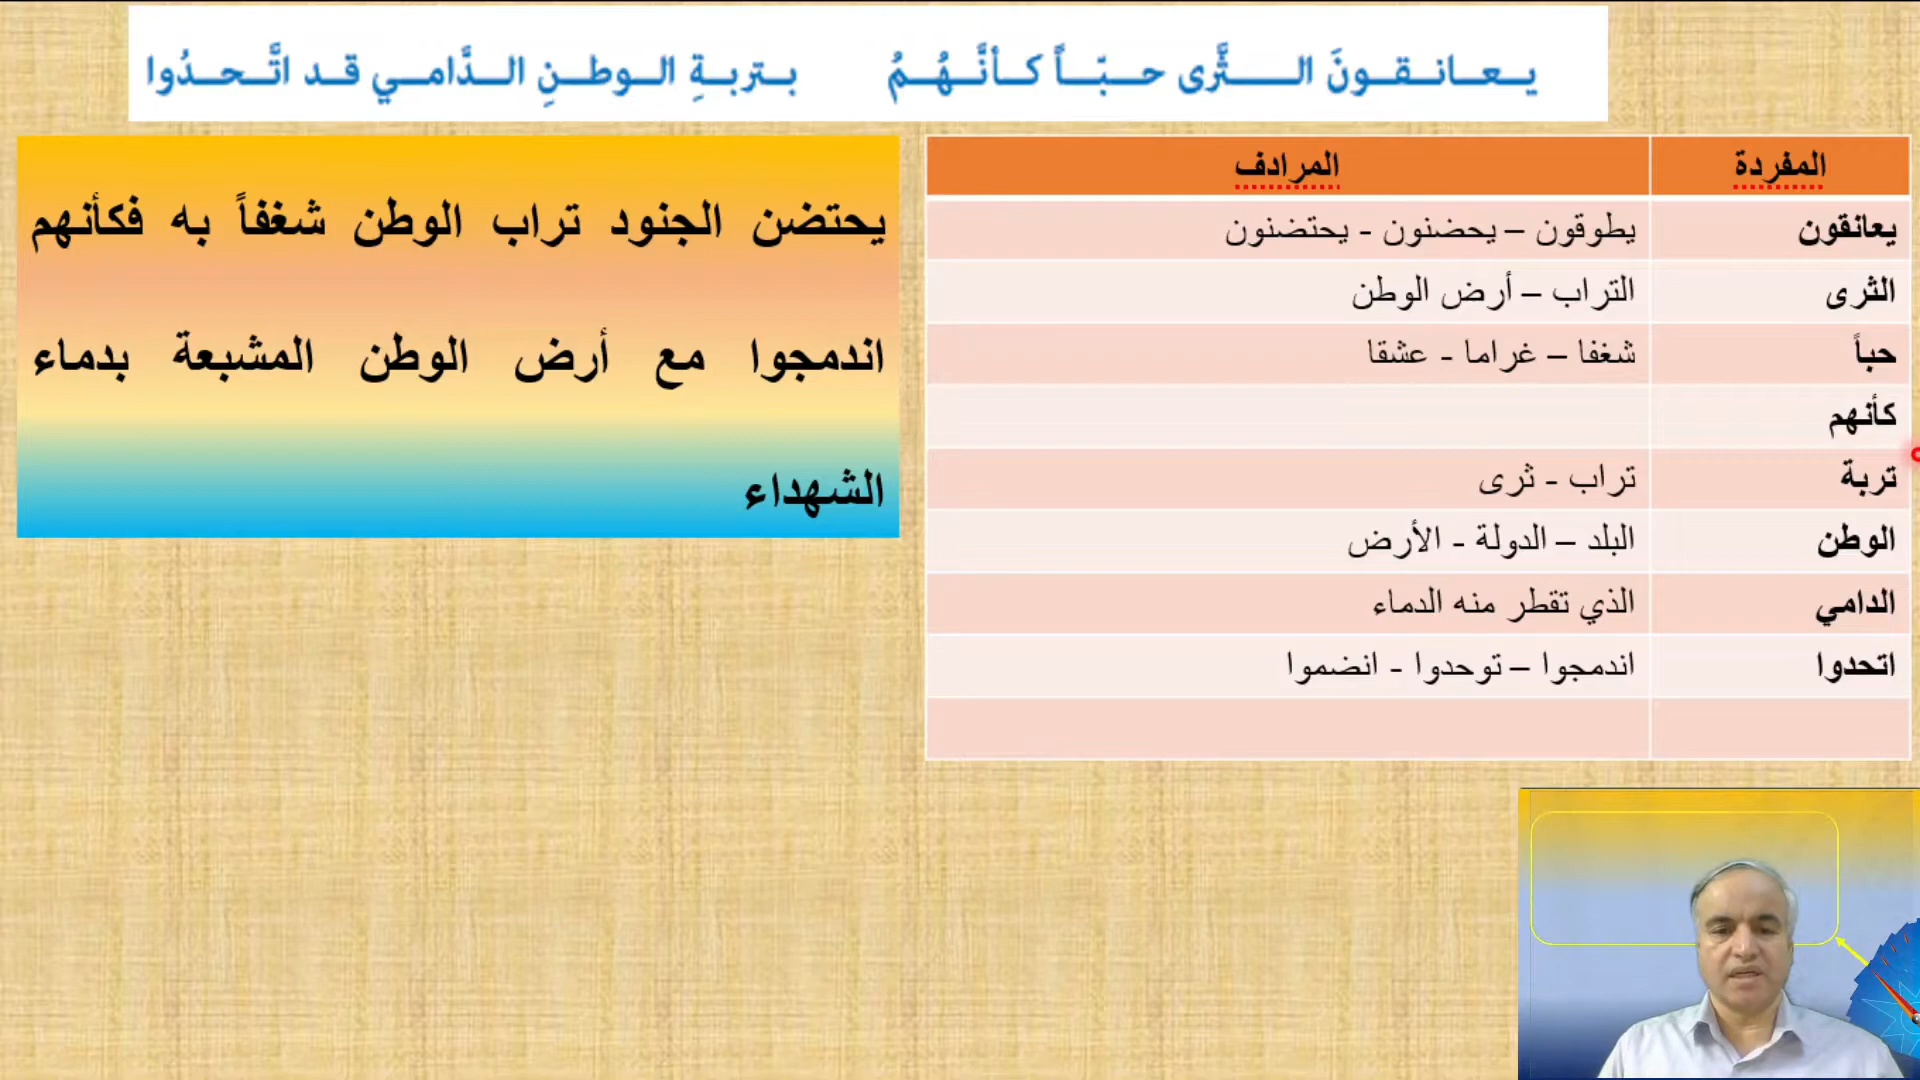 يـعـانـقـونَ الـثَّرى حـبّـاً كـأنَّـهُـمُ بـتربـةِ الـوطـنِ الـدَّامـي قـد اتَّـحـدُوا
المفردة المرادف
يعانقون يطوقون – يحضنون - يحتضنون
الثرى التراب – أرض الوطن
حباً شغفا – غراما - عشقا
كأنهم
تربة تراب - ثرى
الوطن البلد – الدولة - الأرض
الدامي الذي تقطر منه الدماء
اتحدوا اندمجوا – توحدوا - انضموا
يحتضن الجنود تراب الوطن شغفاً به فكأنهم
اندمجوا مع أرض الوطن المشبعة بدماء
الشهداء